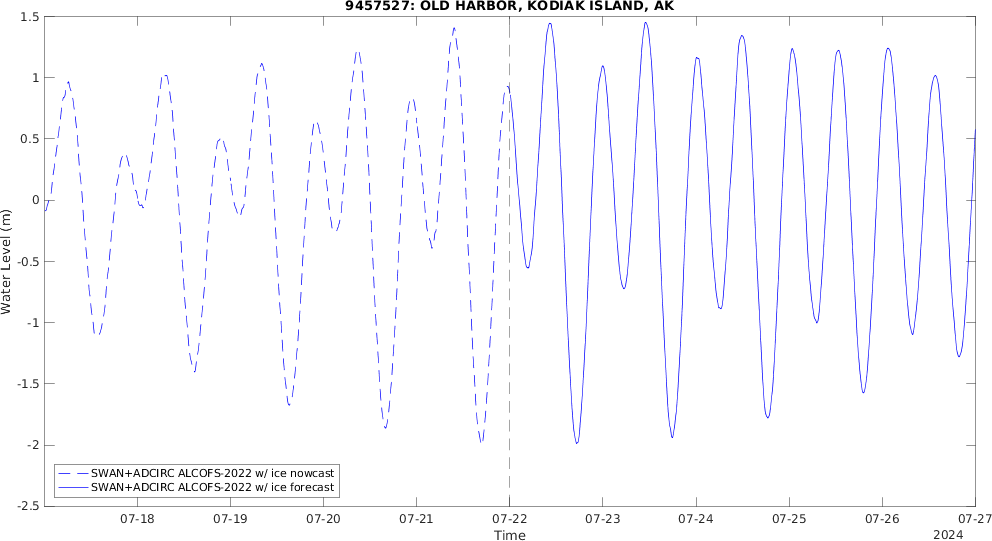 9457527: OLD HARBOR, KODIAK ISLAND, AK
1.5
1
0.5
0
-0.5
-1
-1.5
-2
-2.5
Water Level (m)
SWAN+ADCIRC ALCOFS-2022 w/ ice nowcast
SWAN+ADCIRC ALCOFS-2022 w/ ice forecast
07-18 07-19 07-20 07-21 07-22 07-23 07-24 07-25 07-26 07-27
Time
2024